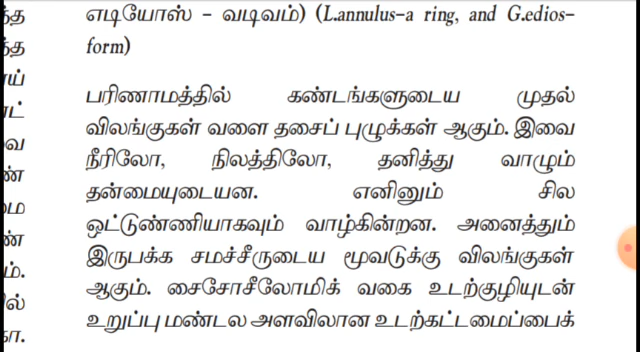 த்த
த்த
ாய்
ாட்
வ
ண்
மை
ண்
ம்.
ில்
கா.
எடியோஸ் – வடிவம்) (L.annulus–a ring, and G.edios–
form)
பரிணாமத்தில் கண்டங்களுடைய முதல்
விலங்குகள் வளை தசைப் புழுக்கள் ஆகும். இவை
நீரிலோ, நிலத்திலோ, தனித்து வாழும்
தன்மையுடையன. எனினும் சில
ஒட்டுண்ணியாகவும் வாழ்கின்றன. அனைத்தும்
இருபக்க சமச்சீருடைய மூவடுக்கு விலங்குகள்
ஆகும். சைசோசீலோமிக் வகை உடற்குழியுடன்
உறுப்பு மண்டல அளவிலான உடற்கட்டமைப்பைக்